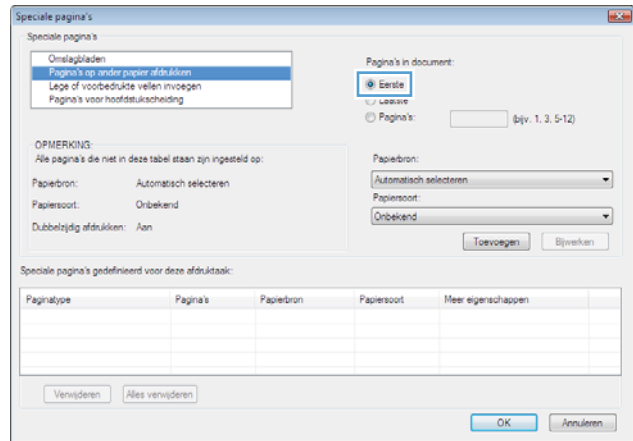 Speciale pagina's
Speciale pagina's
Omslagbladen
Pagina's op ander papier afdrukken
Lege of voorbedrukte vellen invoegen
Pagina's voor hoofdstukscheiding
Pagina's in document:
Eerste
Laatste
Pagina's:
(bijv. 1, 3, 5-12)
OPMERKING:
Alle pagina's die niet in deze tabel staan zijn ingesteld op:
Papierbron: Automatisch selecteren
Papiersoort: Onbekend
Dubbelzijdig afdrukken: Aan
Papierbron:
Automatisch selecteren
Papiersoort:
Onbekend
Toevoegen Bijwerken
Speciale pagina's gedefinieerd voor deze afdruktaak:
Paginatype Pagina's Papierbron Papiersoort Meer eigenschappen
Verwijderen Alles verwijderen
OK Annuleren